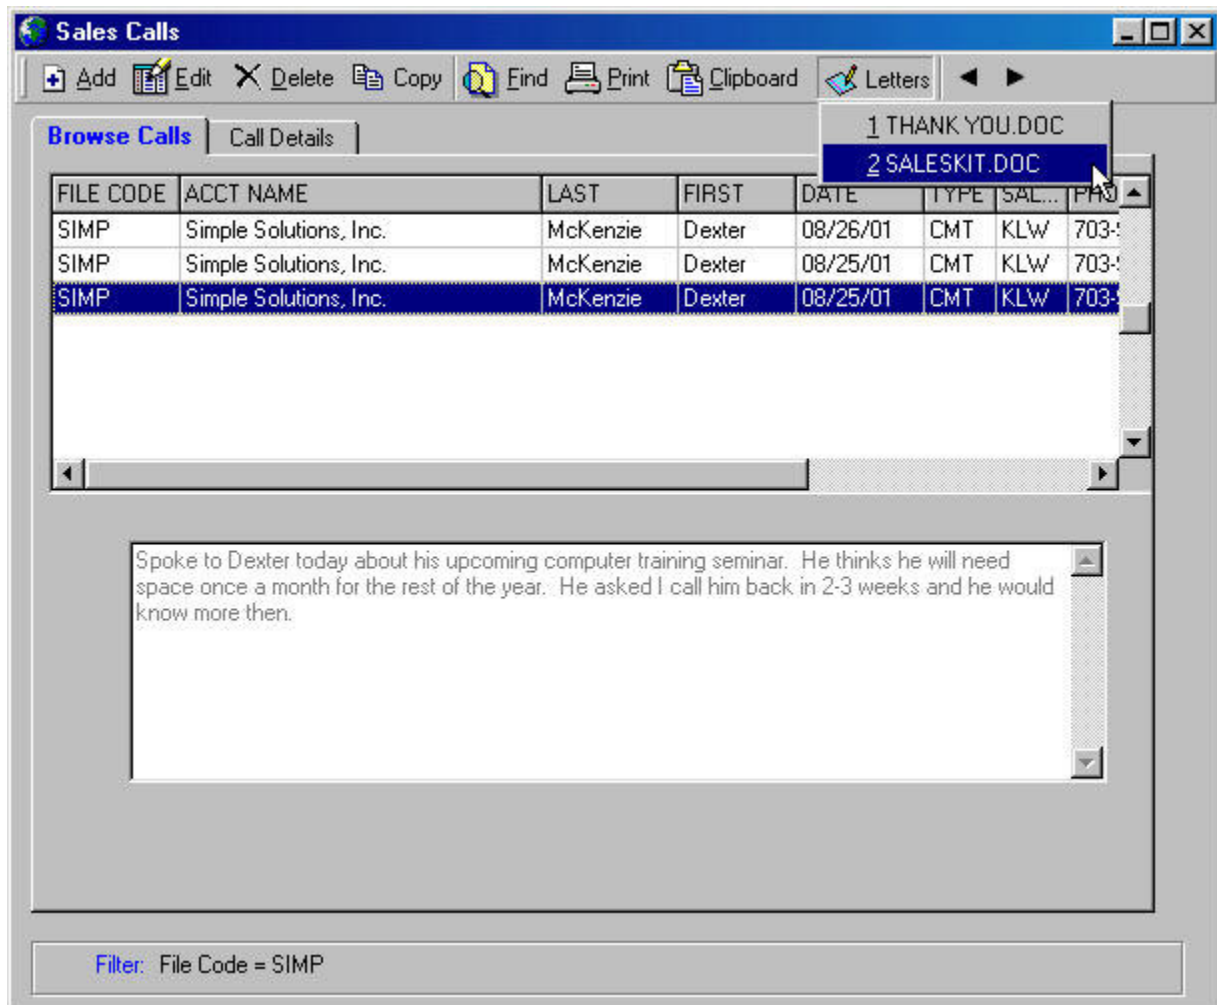 Sales Calls
Add Edit Delete Copy Find Print Clipboard Letters
1 THANK YOU.DOC
2 SALESKIT.DOC
Browse Calls Call Details
FILE CODE ACCT NAME LAST FIRST DATE TYPE SAL...
SIMP Simple Solutions, Inc. McKenzie Dexter 08/26/01 CMT KLW 703-
SIMP Simple Solutions, Inc. McKenzie Dexter 08/25/01 CMT KLW 703-
SIMP Simple Solutions, Inc. McKenzie Dexter 08/25/01 CMT KLW 703-
Spoke to Dexter today about his upcoming computer training seminar. He thinks he will need
space once a month for the rest of the year. He asked I call him back in 2-3 weeks and he would
know more then.
Filter: File Code = SIMP